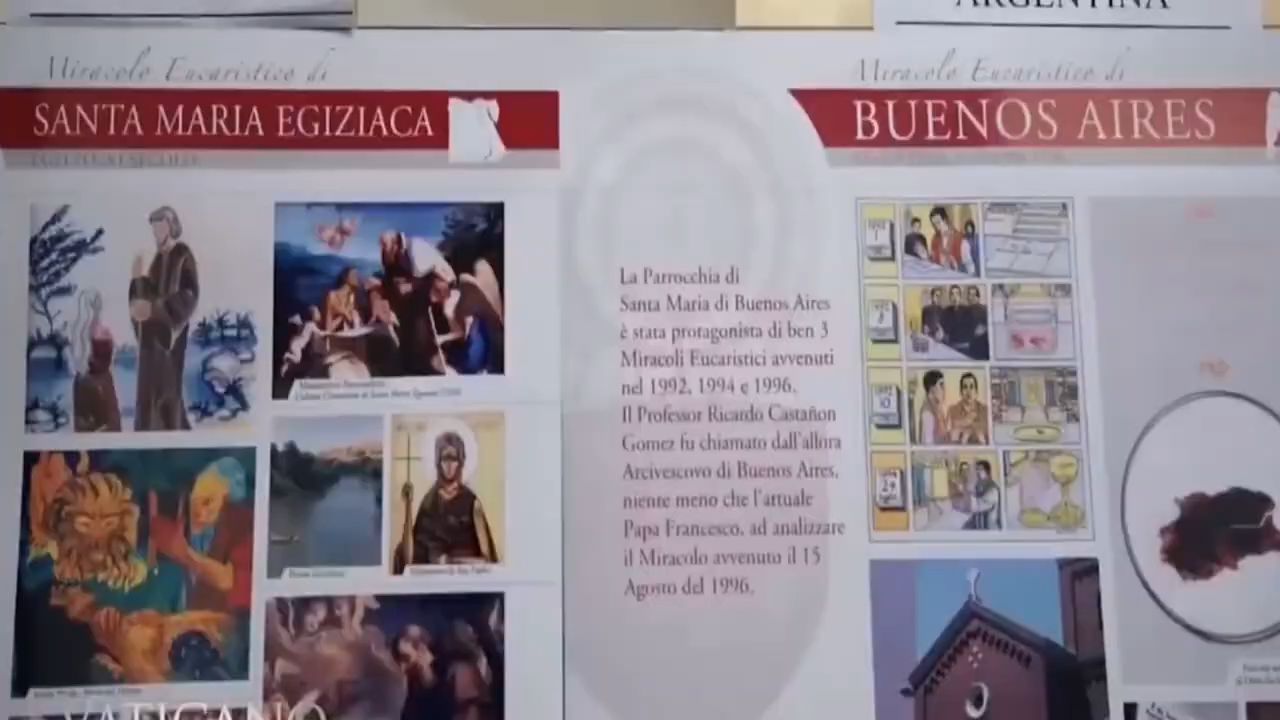 ARGENTINA
Miracolo Eucaristico di
SANTA MARIA EGIZIACA
Miracolo Eucaristico di
BUENOS AIRES
La Parrocchia di
Santa Maria di Buenos Aires
è stata protagonista di ben 3
Miracoli Eucaristici avvenuti
nel 1992, 1994 e 1996.
Il Professor Ricardo Castañon
Gomez fu chiamato dall'allora
Arcivescovo di Buenos Aires,
niente meno che l'attuale
Papa Francesco, ad analizzare
il Miracolo avvenuto il 15
Agosto del 1996.
VATICANO